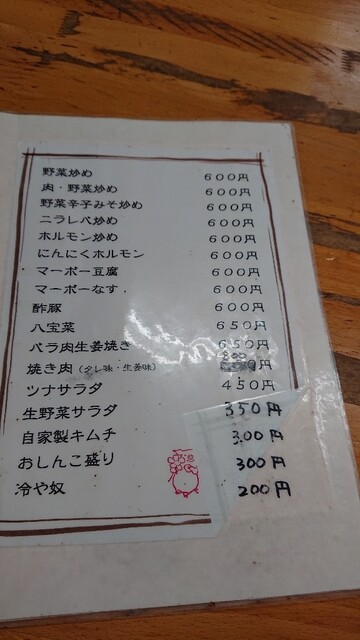 野菜炒め 600円
肉・野菜炒め 600円
野菜辛子みそ炒め 600円
ニラレバ炒め 600円
ホルモン炒め 600円
にんにくホルモン 600円
マーボー豆腐 600円
マーボーなす. 600円
酢豚 600円
八宝菜 650円
バラ肉生姜焼き 650円
焼き肉（タレ味・生姜味） 円
ツナサラダ 450円
生野菜サラダ 350円
自家製キムチ 300円
おしんこ盛り 300円
冷や奴 200円